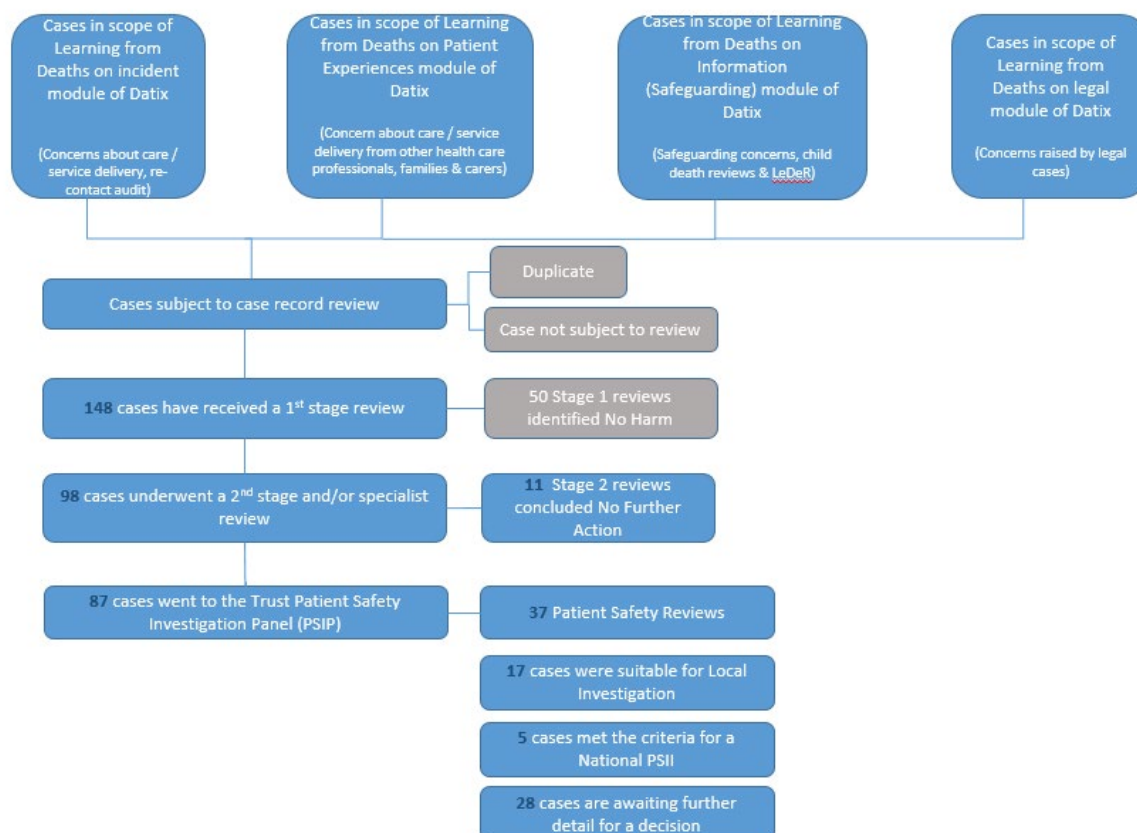 Cases in scope of
Learning from
Deaths on incident
module of Datix
(Concerns about care /
service delivery, re-
contact audit)
Cases in scope of Learning
from Deaths on Patient
Experiences module of
Datix
(Concern about care / service
delivery from other health care
professionals, families & carers)
Cases in scope of Learning
from Deaths on
Information
(Safeguarding) module of
Datix
(Safeguarding concerns, child
death reviews & LeDeR)
Cases in scope of
Learning from
Deaths on legal
module of Datix
(Concerns raised by legal
cases)
Cases subject to case record review
Duplicate
Case not subject to review
148 cases have received a 1st stage review
50 Stage 1 reviews
identified No Harm
98 cases underwent a 2nd stage and/or specialist
review
11 Stage 2 reviews
concluded No Further
Action
87 cases went to the Trust Patient Safety
Investigation Panel (PSIP)
37 Patient Safety Reviews
17 cases were suitable for Local
Investigation
5 cases met the criteria for a
National PSII
28 cases are awaiting further
detail for a decision